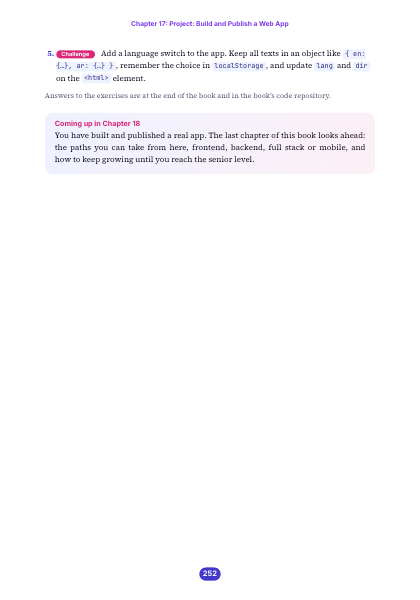 Chapter 17: Project: Build and Publish a Web App
5. Challenge Add a language switch to the app. Keep all texts in an object like { en:
{…}, ar: {…} }, remember the choice in localStorage, and update lang and dir
on the <html> element.
Answers to the exercises are at the end of the book and in the book's code repository.
Coming up in Chapter 18
You have built and published a real app. The last chapter of this book looks ahead:
the paths you can take from here, frontend, backend, full stack or mobile, and
how to keep growing until you reach the senior level.
252